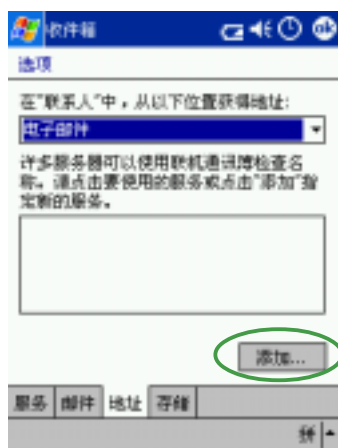 收件箱 ok
选项
在"联系人"中，从以下位置获得地址:
电子邮件
许多服务器可以使用联机通讯簿检查名
称。请点击要使用的服务或点击"添加"指
定新的服务。
添加...
服务 邮件 地址 存储
拼